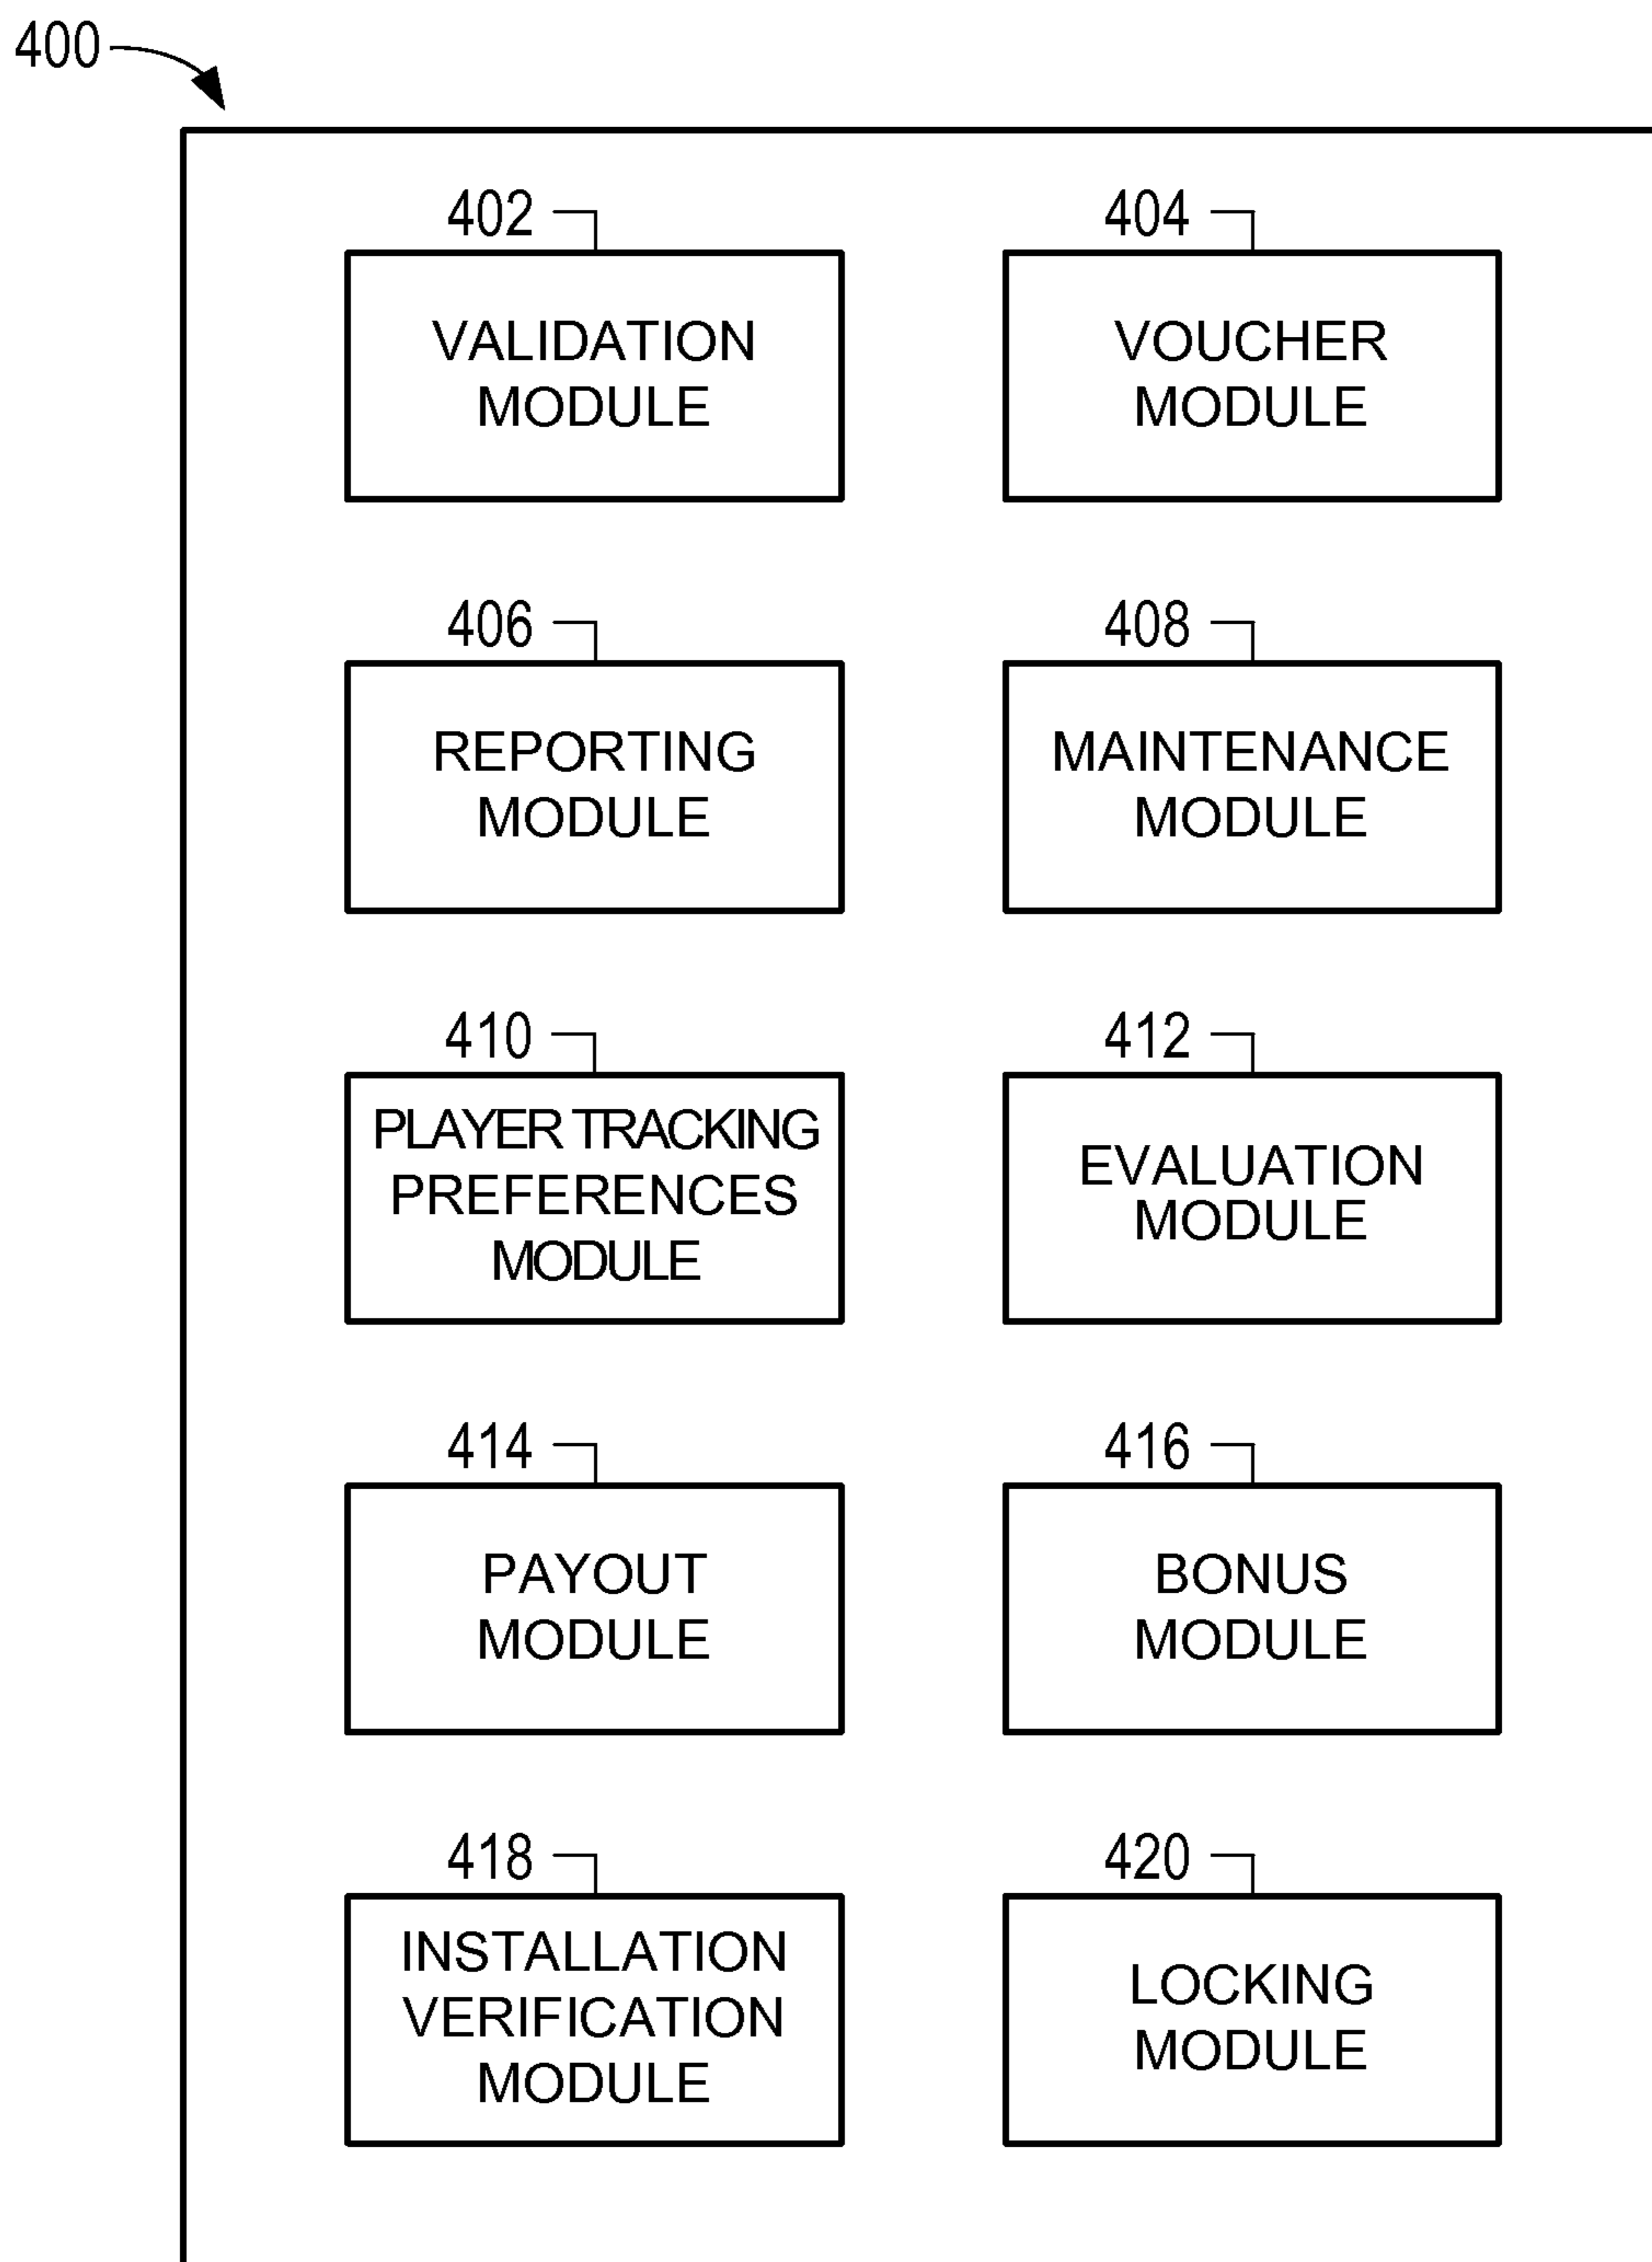 400
402
VALIDATION
MODULE
404
VOUCHER
MODULE
406
REPORTING
MODULE
408
MAINTENANCE
MODULE
410
PLAYER TRACKING
PREFERENCES
MODULE
412
EVALUATION
MODULE
414
PAYOUT
MODULE
416
BONUS
MODULE
418
INSTALLATION
VERIFICATION
MODULE
420
LOCKING
MODULE